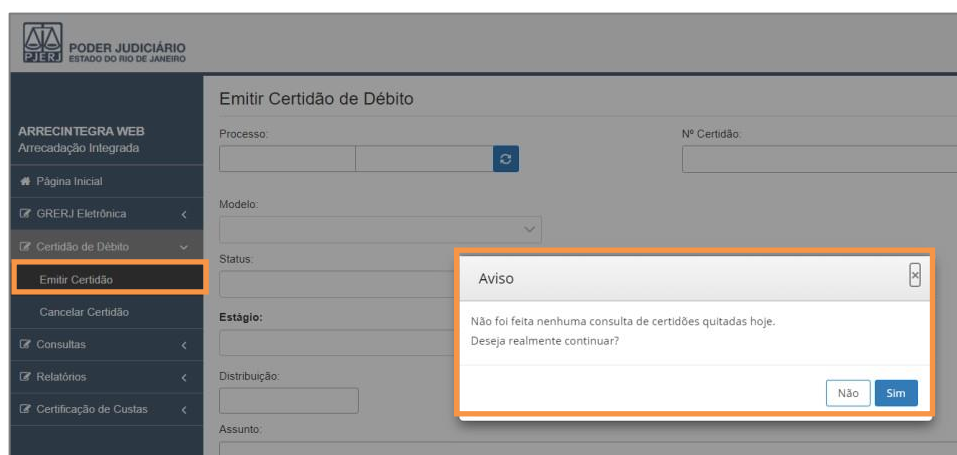 PJERJ
PODER JUDICIÁRIO
ESTADO DO RIO DE JANEIRO
ARRECINTEGRA WEB
Arrecadação Integrada
Página Inicial
GRERJ Eletrônica
Certidão de Débito
Emitir Certidão
Cancelar Certidão
Consultas
Relatórios
Certificação de Custas
Emitir Certidão de Débito
Processo:
Nº Certidão:
Modelo:
Status:
Estágio:
Distribuição:
Assunto:
Aviso
Não foi feita nenhuma consulta de certidões quitadas hoje.
Deseja realmente continuar?
Não
Sim